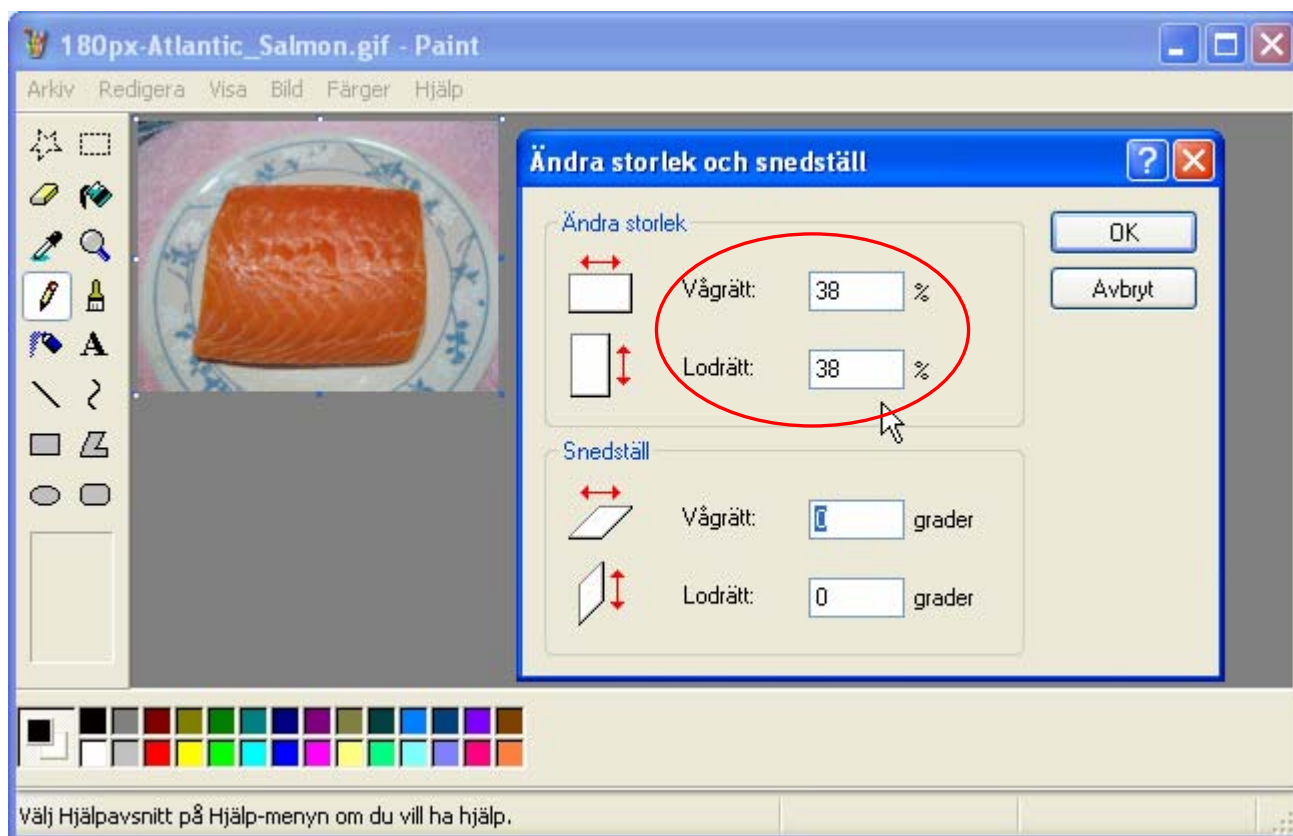 180px-Atlantic_Salmon.gif - Paint
Arkiv Redigera Visa Bild Färger Hjälp
A
Ändra storlek och snedställ
Ändra storlek
Vågrätt: 38 %
Lodrätt: 38 %
OK
Avbryt
Snedställ
Vågrätt: 0 grader
Lodrätt: 0 grader
Välj Hjälpavsnitt på Hjälp-menyn om du vill ha hjälp.